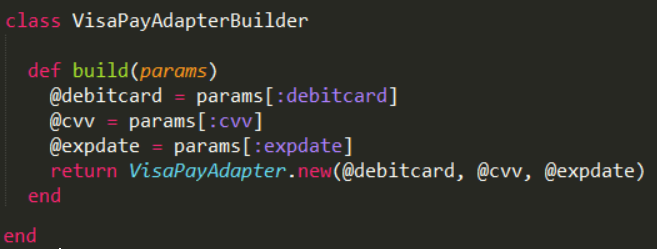 class VisaPayAdapterBuilder
def build(params)
@debitcard = params[:debitcard]
@cvv = params[:cvv]
@expdate = params[:expdate]
return VisaPayAdapter.new(@debitcard, @cvv, @expdate)
end
end